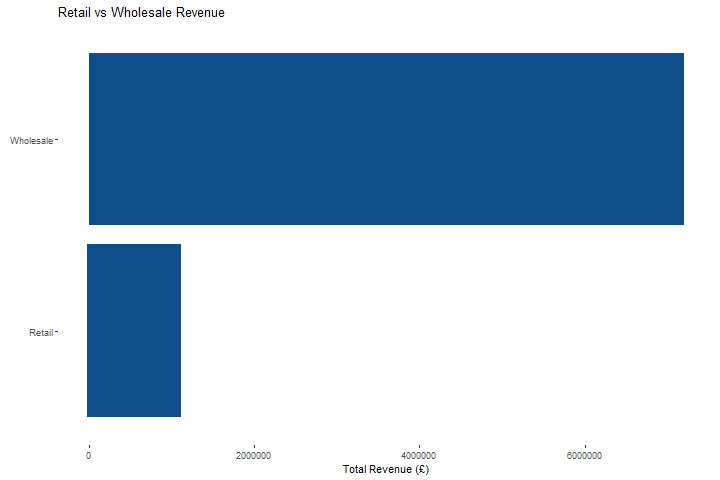 Retail vs Wholesale Revenue
Wholesale
Retail
0 2000000 4000000 6000000
Total Revenue (£)